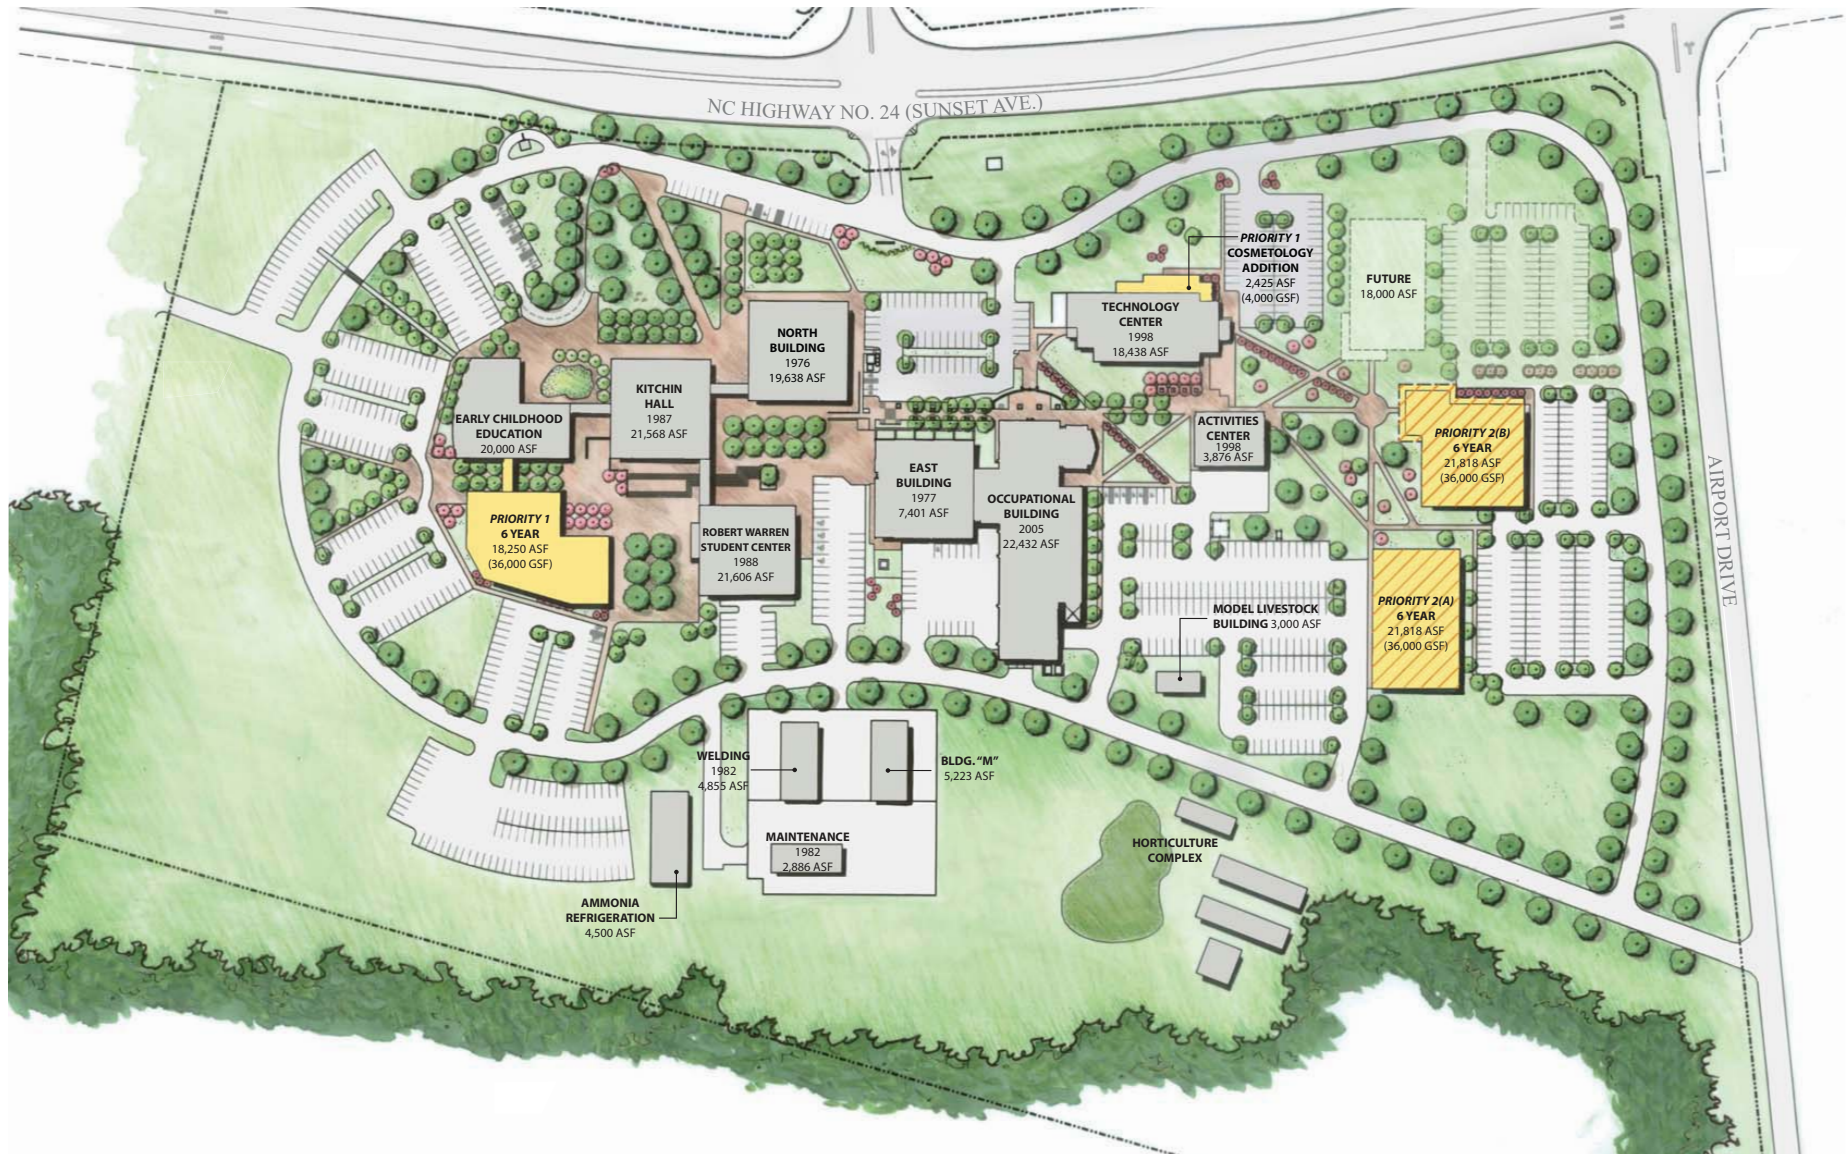 NC HIGHWAY NO. 24 (SUNSET AVE.)
PRIORITY 1
COSMETOLOGY
ADDITION
2,425 ASF
(4,000 GSF)
FUTURE
18,000 ASF
TECHNOLOGY
CENTER
1998
18,438 ASF
NORTH
BUILDING
1976
19,638 ASF
KITCHIN
HALL
1987
21,568 ASF
EARLY CHILDHOOD
EDUCATION
20,000 ASF
ACTIVITIES
CENTER
1998
3,876 ASF
PRIORITY 2(B)
6 YEAR
21,818 ASF
(36,000 GSF)
EAST
BUILDING
1977
7,401 ASF
OCCUPATIONAL
BUILDING
2005
22,432 ASF
PRIORITY 1
6 YEAR
18,250 ASF
(36,000 GSF)
ROBERT WARREN
STUDENT CENTER
1988
21,606 ASF
AIRPORT DRIVE
MODEL LIVESTOCK
BUILDING 3,000 ASF
PRIORITY 2(A)
6 YEAR
21,818 ASF
(36,000 GSF)
WELDING
1982
4,855 ASF
BLDG. "M"
5,223 ASF
MAINTENANCE
1982
2,886 ASF
HORTICULTURE
COMPLEX
AMMONIA
REFRIGERATION
4,500 ASF